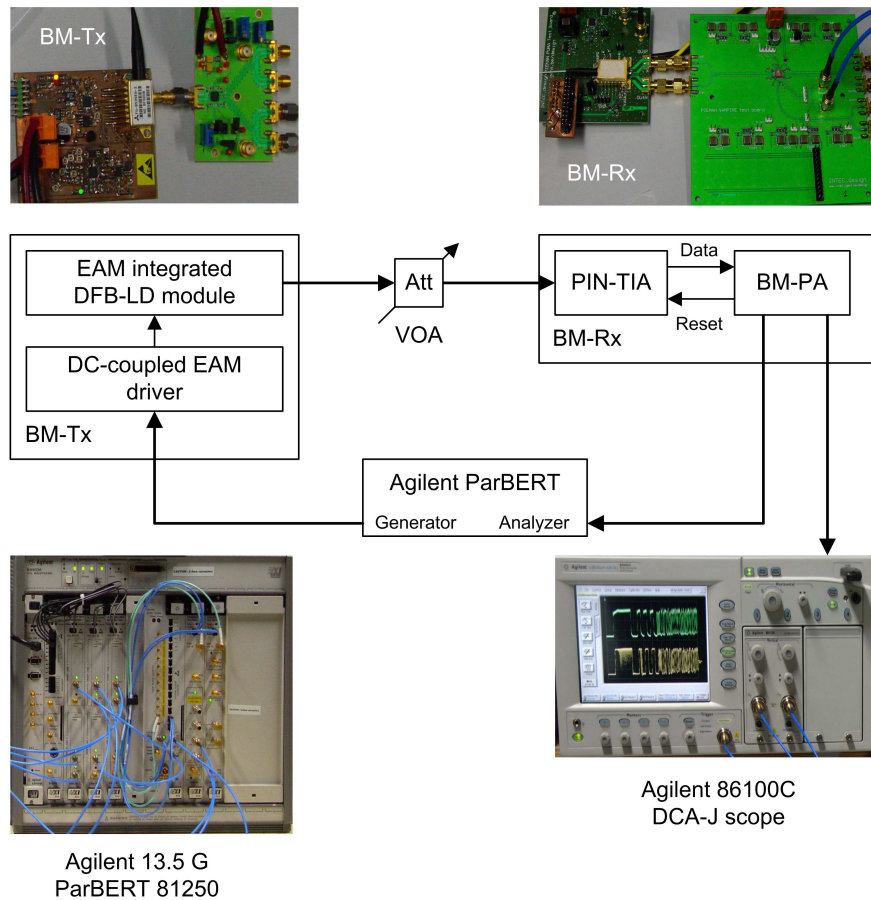 BM-Tx
BM-Rx
EAM integrated
DFB-LD module
DC-coupled EAM
driver
BM-Tx
Att
VOA
PIN-TIA
Data
Reset
BM-PA
BM-Rx
Agilent ParBERT
Generator
Analyzer
Agilent
Agilent
Agilent 86100C
DCA-J scope
Agilent 13.5 G
ParBERT 81250